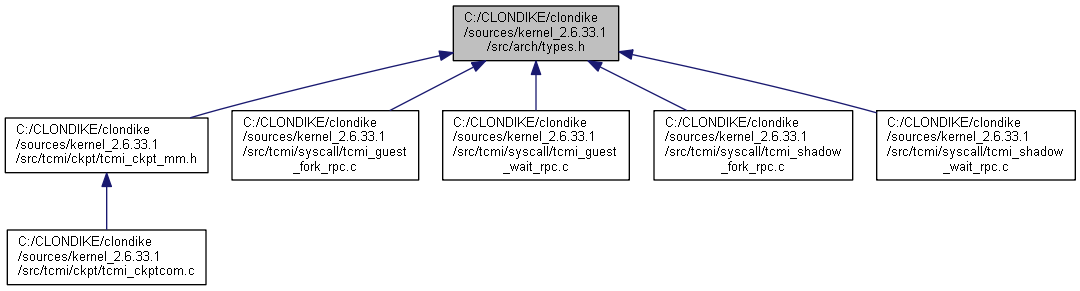 C:/CLONDIKE/clondike
/sources/kernel_2.6.33.1
/src/arch/types.h
C:/CLONDIKE/clondike
/sources/kernel_2.6.33.1
/src/tcmi/ckpt/tcmi_ckpt_mm.h
C:/CLONDIKE/clondike
/sources/kernel_2.6.33.1
/src/tcmi/syscall/tcmi_guest
_fork_rpc.c
C:/CLONDIKE/clondike
/sources/kernel_2.6.33.1
/src/tcmi/syscall/tcmi_guest
_wait_rpc.c
C:/CLONDIKE/clondike
/sources/kernel_2.6.33.1
/src/tcmi/syscall/tcmi_shadow
_fork_rpc.c
C:/CLONDIKE/clondike
/sources/kernel_2.6.33.1
/src/tcmi/syscall/tcmi_shadow
_wait_rpc.c
C:/CLONDIKE/clondike
/sources/kernel_2.6.33.1
/src/tcmi/ckpt/tcmi_ckptcom.c